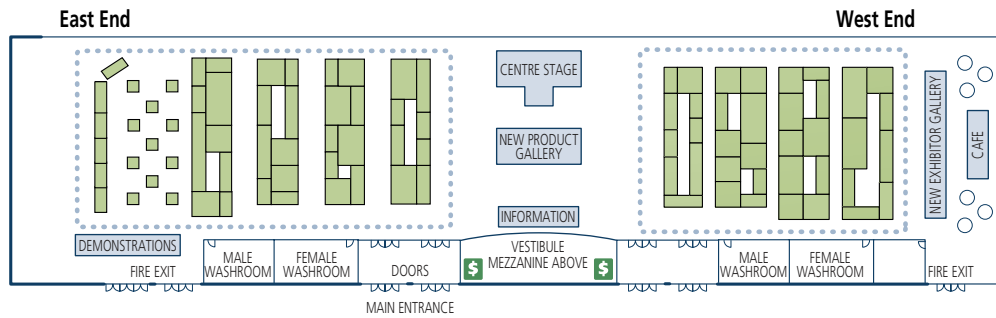 East End
West End
CENTRE STAGE
NEW PRODUCT
GALLERY
NEW EXHIBITOR GALLERY
CAFE
INFORMATION
DEMONSTRATIONS
FIRE EXIT
MALE
WASHROOM
FEMALE
WASHROOM
DOORS
$
VESTIBULE
MEZZANINE ABOVE
$
MALE
WASHROOM
FEMALE
WASHROOM
FIRE EXIT
MAIN ENTRANCE